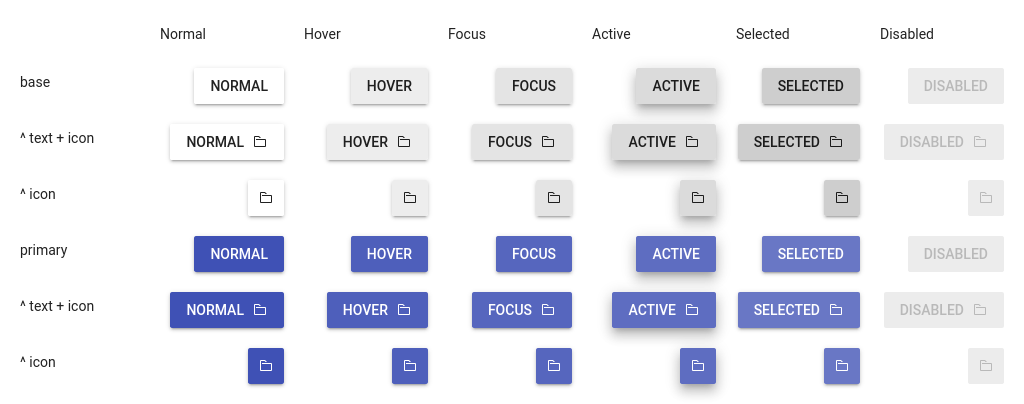 Normal Hover Focus Active Selected Disabled
base NORMAL HOVER FOCUS ACTIVE SELECTED DISABLED
^ text + icon NORMAL HOVER FOCUS ACTIVE SELECTED DISABLED
^ icon
primary NORMAL HOVER FOCUS ACTIVE SELECTED DISABLED
^ text + icon NORMAL HOVER FOCUS ACTIVE SELECTED DISABLED
^ icon